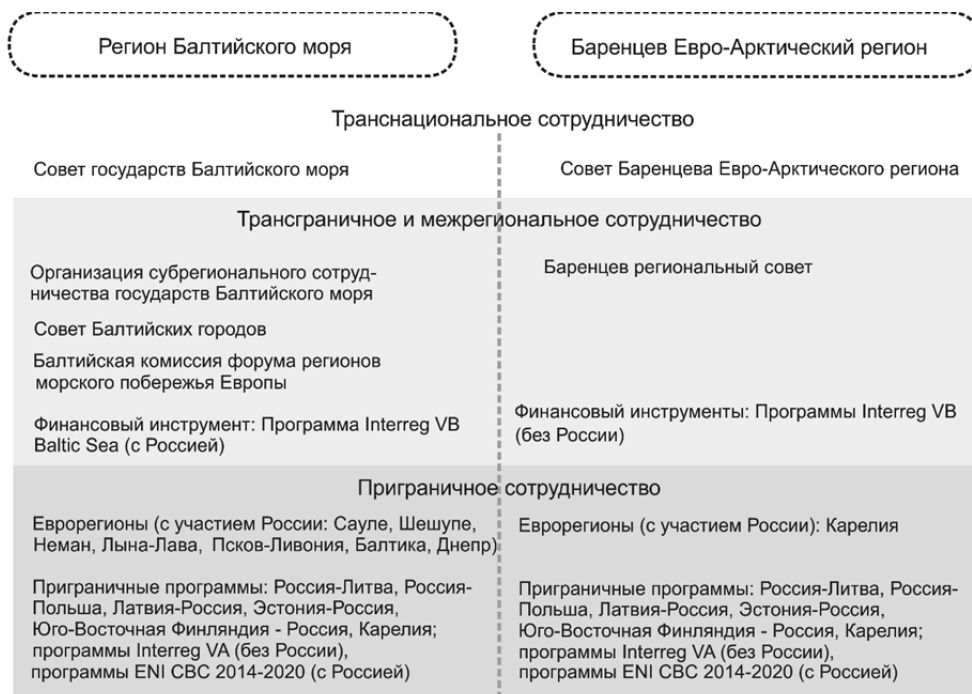 Регион Балтийского моря
Баренцев Евро-Арктический регион
Транснациональное сотрудничество
Совет государств Балтийского моря
Совет Баренцева Евро-Арктического региона
Трансграничное и межрегиональное сотрудничество
Организация субрегионального сотруд-
ничества государств Балтийского моря
Совет Балтийских городов
Балтийская комиссия форума регионов
морского побережья Европы
Финансовый инструмент: Программа Interreg VB
Baltic Sea (с Россией)
Баренцев региональный совет
Финансовый инструменты: Программы Interreg VB
(без России)
Приграничное сотрудничество
Еврорегионы (с участием России: Сауле, Шешупе,
Неман, Лына-Лава, Псков-Ливония, Балтика, Днепр)
Приграничные программы: Россия-Литва, Россия-
Польша, Латвия-Россия, Эстония-Россия,
Юго-Восточная Финляндия - Россия, Карелия;
программы Interreg VA (без России),
программы ENI CBC 2014-2020 (с Россией)
Еврорегионы (с участием России): Карелия
Приграничные программы: Россия-Литва, Россия-
Польша, Латвия-Россия, Эстония-Россия,
Юго-Восточная Финляндия - Россия, Карелия;
программы Interreg VA (без России),
программы ENI CBC 2014-2020 (с Россией)